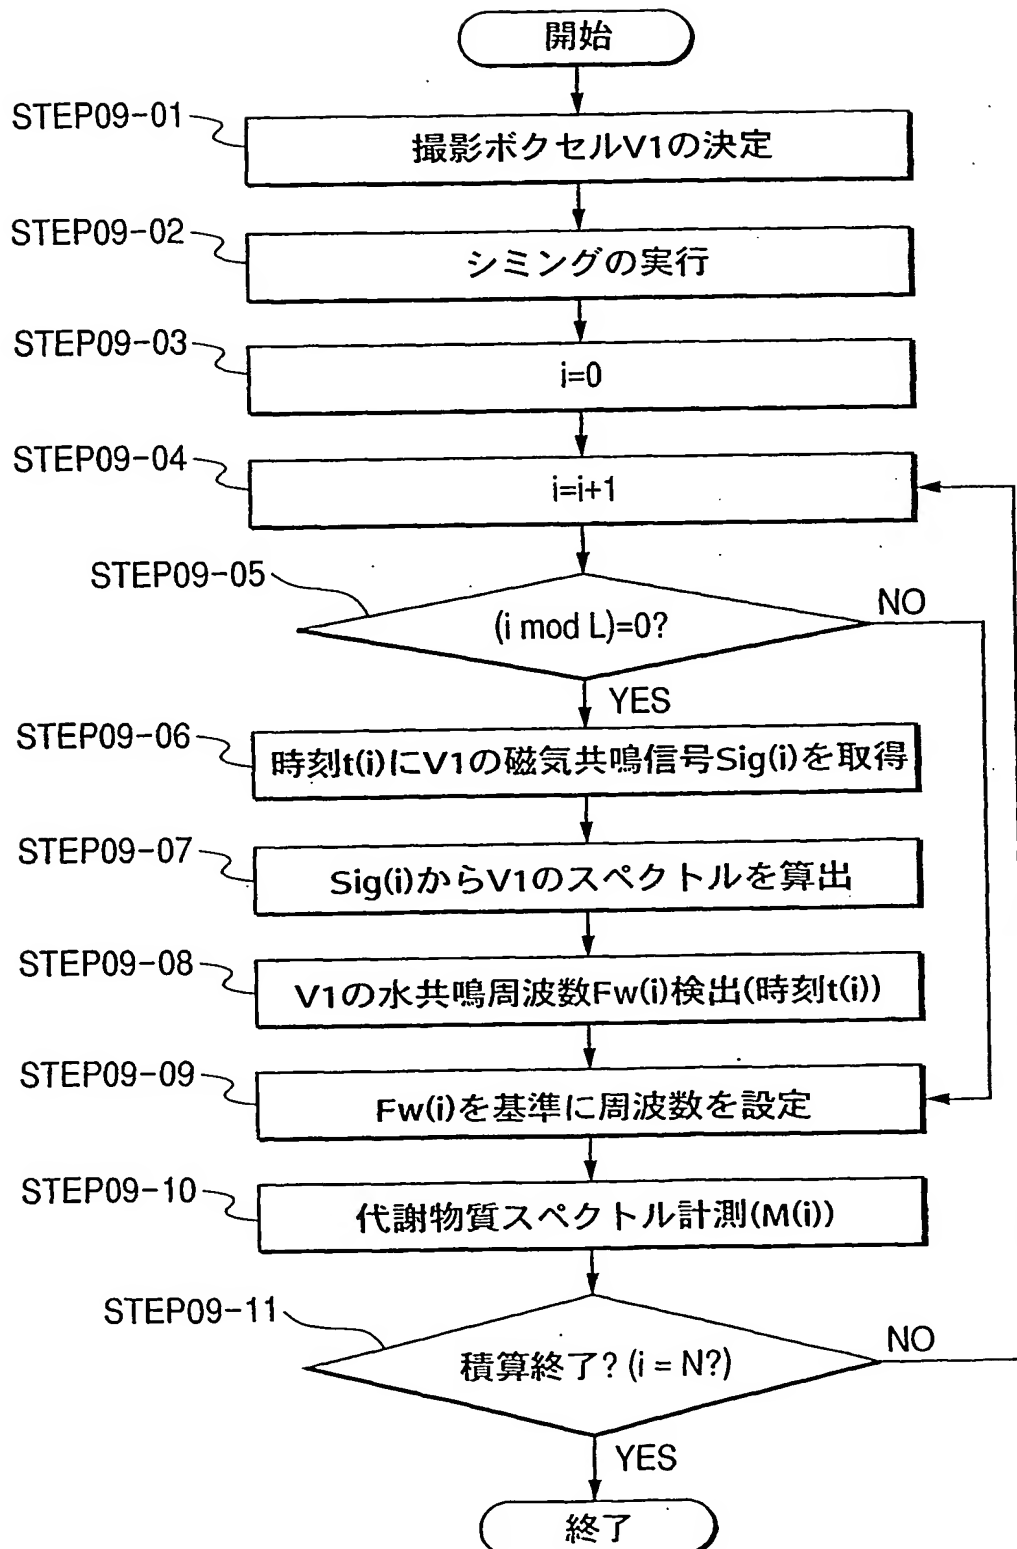 開始
STEP09-01
撮影ボクセルV1の決定
STEP09-02
シミングの実行
STEP09-03
i=0
STEP09-04
i=i+1
STEP09-05
(i mod L)=0?
NO
YES
STEP09-06
時刻t(i)にV1の磁気共鳴信号Sig(i)を取得
STEP09-07
Sig(i)からV1のスペクトルを算出
STEP09-08
V1の水共鳴周波数Fw(i)検出(時刻t(i))
STEP09-09
Fw(i)を基準に周波数を設定
STEP09-10
代謝物質スペクトル計測(M(i))
STEP09-11
積算終了? (i = N?)
NO
YES
終了